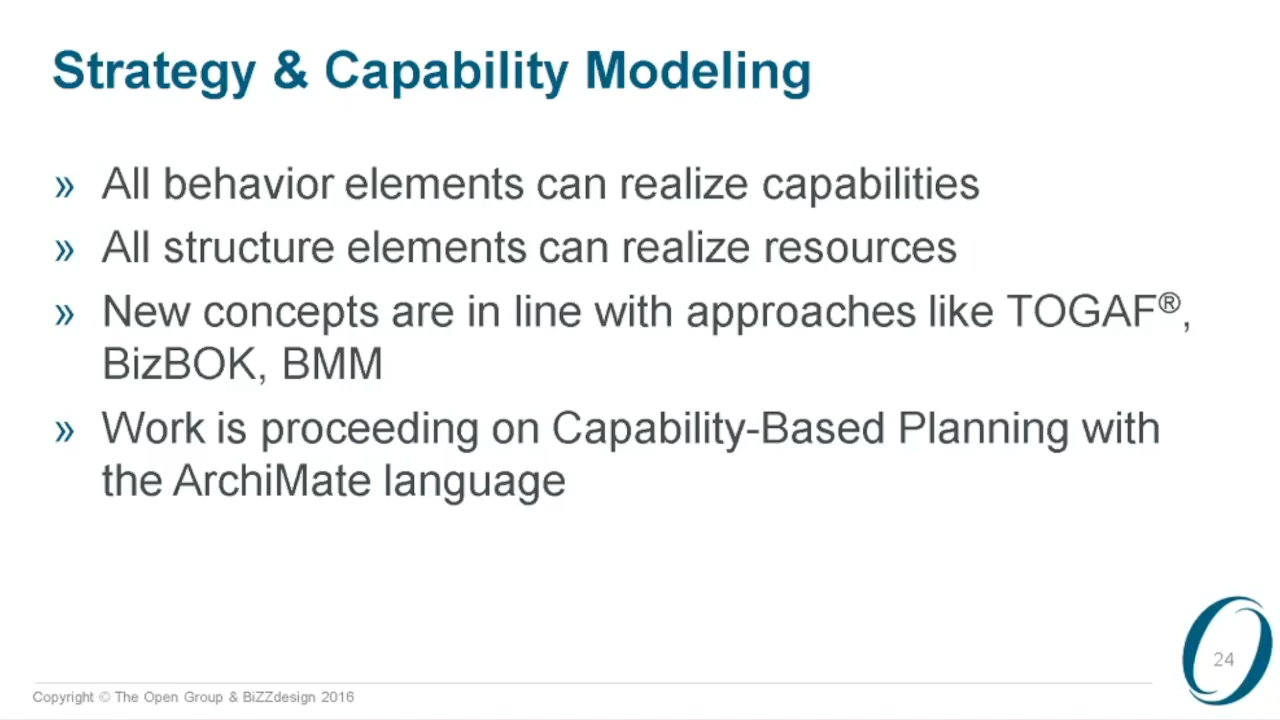 Strategy & Capability Modeling
» All behavior elements can realize capabilities
» All structure elements can realize resources
» New concepts are in line with approaches like TOGAF®,
BizBOK, BMM
» Work is proceeding on Capability-Based Planning with
the ArchiMate language
24
Copyright © The Open Group & BiZZdesign 2016